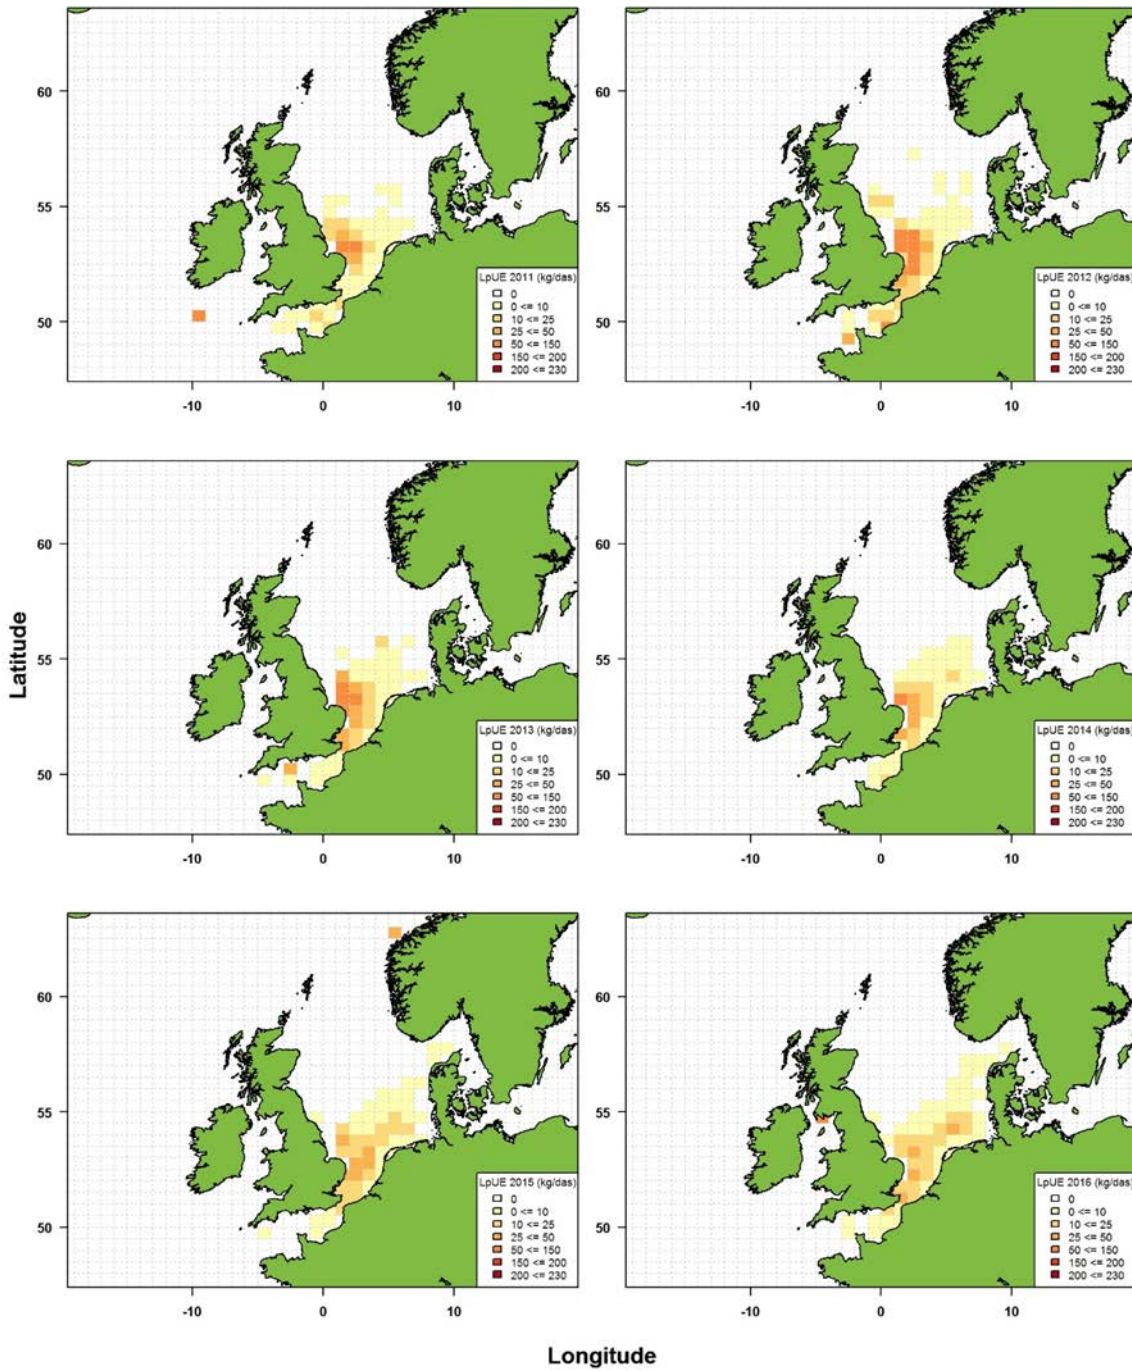 60
55
50
LpUE 2011 (kg/das)
0
0 <= 10
10 <= 25
25 <= 50
50 <= 150
150 <= 200
200 <= 230
-10 0 10
60
55
50
LpUE 2012 (kg/das)
0
0 <= 10
10 <= 25
25 <= 50
50 <= 150
150 <= 200
200 <= 230
-10 0 10
Latitude
60
55
50
LpUE 2013 (kg/das)
0
0 <= 10
10 <= 25
25 <= 50
50 <= 150
150 <= 200
200 <= 230
-10 0 10
60
55
50
LpUE 2014 (kg/das)
0
0 <= 10
10 <= 25
25 <= 50
50 <= 150
150 <= 200
200 <= 230
-10 0 10
60
55
50
LpUE 2015 (kg/das)
0
0 <= 10
10 <= 25
25 <= 50
50 <= 150
150 <= 200
200 <= 230
-10 0 10
60
55
50
LpUE 2016 (kg/das)
0
0 <= 10
10 <= 25
25 <= 50
50 <= 150
150 <= 200
200 <= 230
-10 0 10
Longitude